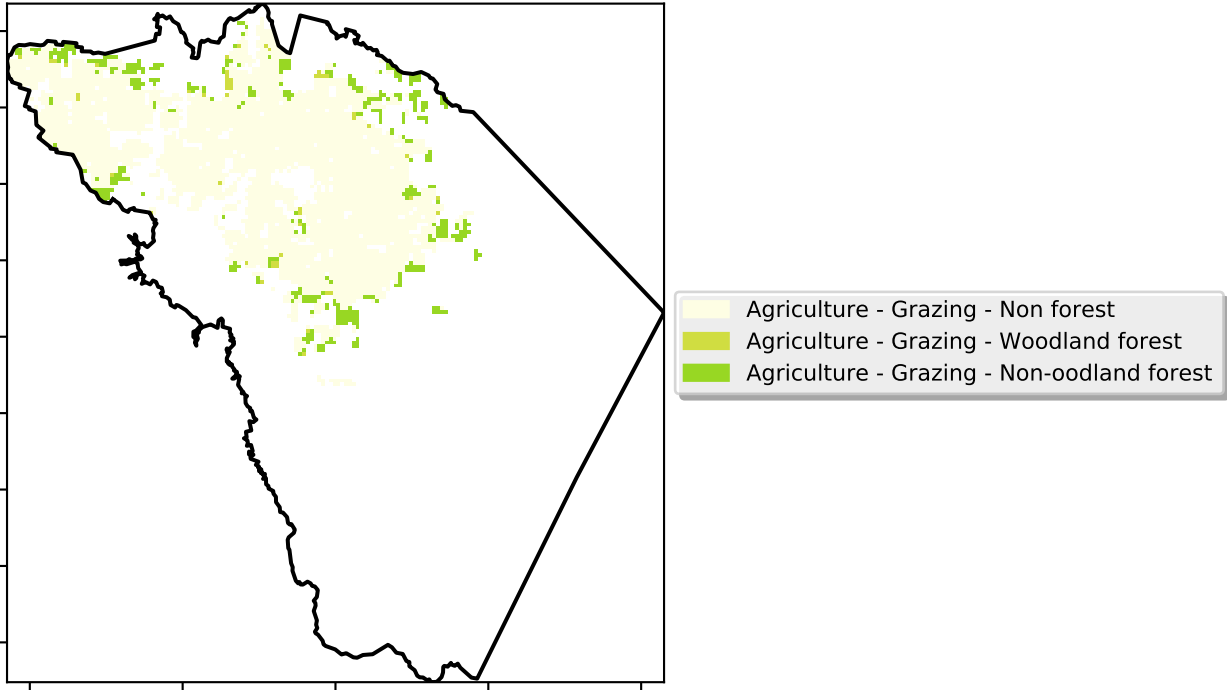 Agriculture - Grazing - Non forest
Agriculture - Grazing - Woodland forest
Agriculture - Grazing - Non-oodland forest